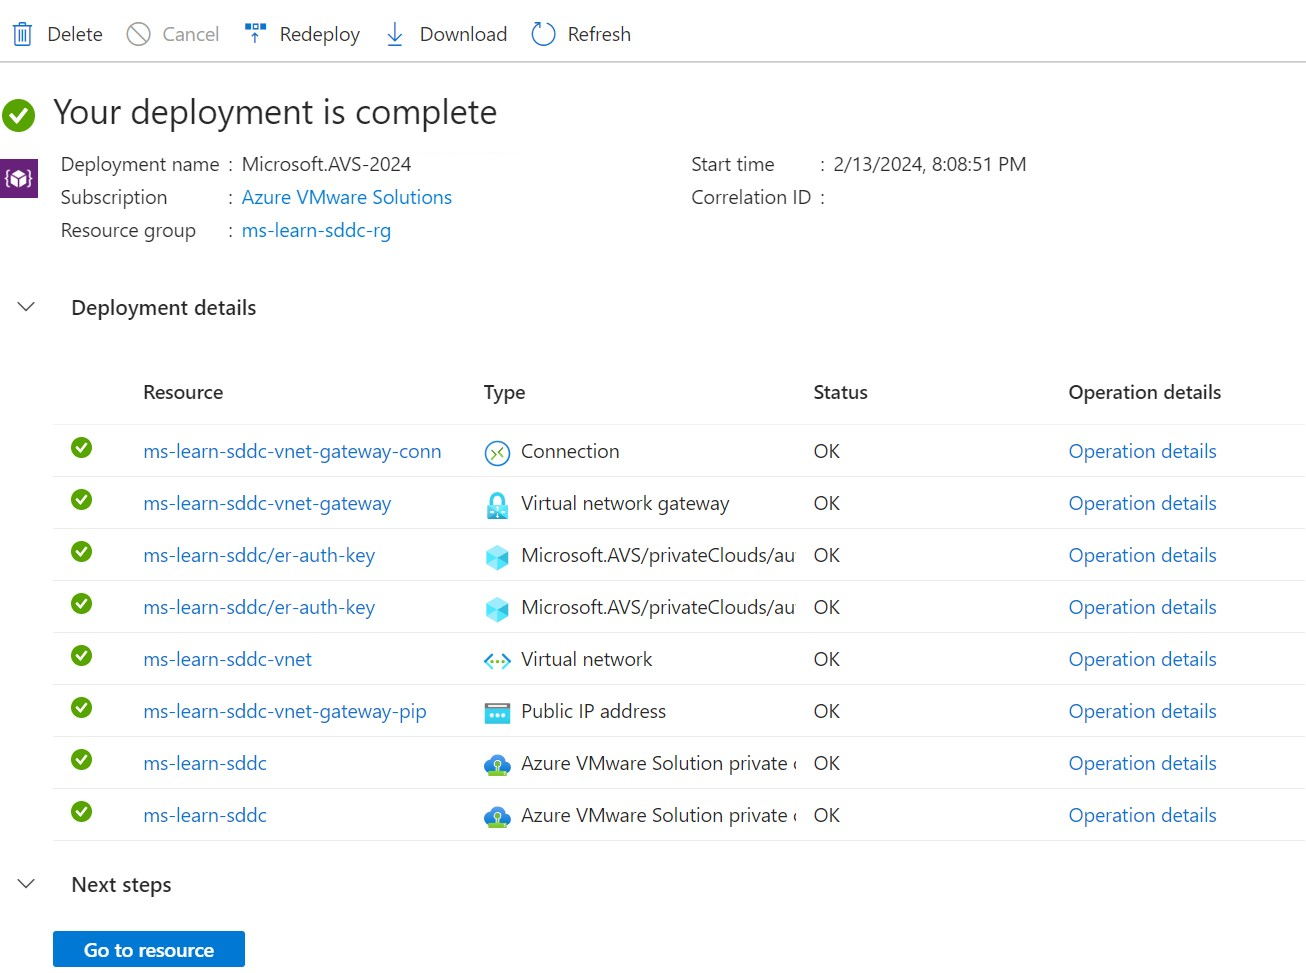 Delete Cancel Redeploy Download Refresh
Your deployment is complete
Deployment name : Microsoft.AVS-2024 Start time : 2/13/2024, 8:08:51 PM
Subscription : Azure VMware Solutions Correlation ID :
Resource group : ms-learn-sddc-rg
Deployment details
Resource Type Status Operation details
ms-learn-sddc-vnet-gateway-conn Connection OK Operation details
ms-learn-sddc-vnet-gateway Virtual network gateway OK Operation details
ms-learn-sddc/er-auth-key Microsoft.AVS/privateClouds/au OK Operation details
ms-learn-sddc/er-auth-key Microsoft.AVS/privateClouds/au OK Operation details
ms-learn-sddc-vnet Virtual network OK Operation details
ms-learn-sddc-vnet-gateway-pip Public IP address OK Operation details
ms-learn-sddc Azure VMware Solution private OK Operation details
ms-learn-sddc Azure VMware Solution private OK Operation details
Next steps
Go to resource